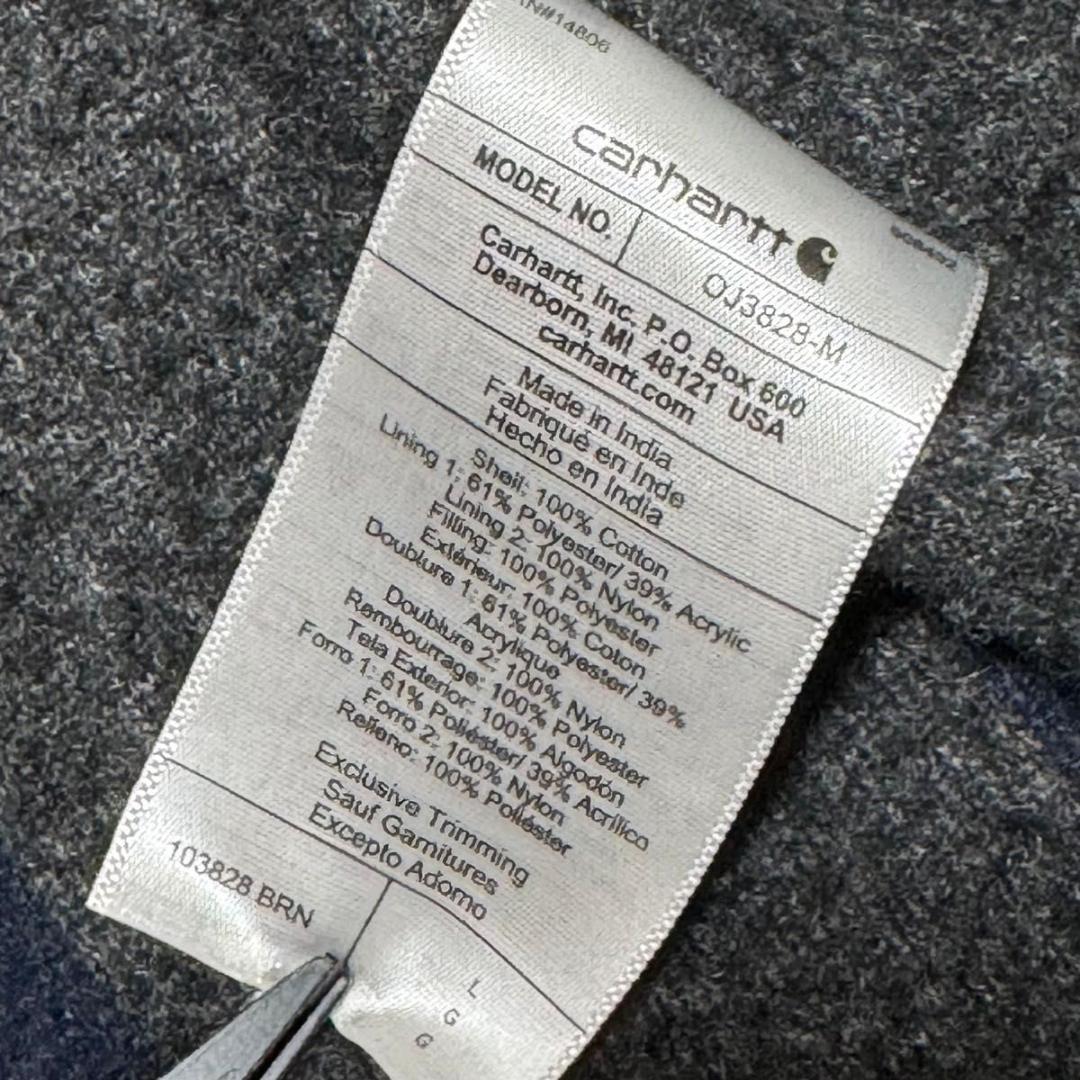 carhartt
MODEL NO. OJ3828-M
Carhartt, Inc. P.O. Box 600
Dearborn, MI 48121 USA
carhartt.com
Made in India
Fabriqué en Inde
Hecho en India
Shell: 100% Cotton
Lining 1: 61% Polyester/ 39% Acrylic
Lining 2: 100% Nylon
Filling: 100% Polyester
Extérieur: 100% Coton
Doublure 1: 61% Polyester/ 39%
Acrylique
Doublure 2: 100% Nylon
Rembourrage: 100% Polyester
Tela Exterior: 100% Algodón
Forro 1: 61% Poliéster/ 39% Acrílico
Forro 2: 100% Nylon
Relleno: 100% Poliéster
Exclusive Trimming
Sauf Garnitures
Excepto Adorno
103828 BRN
L
G
G